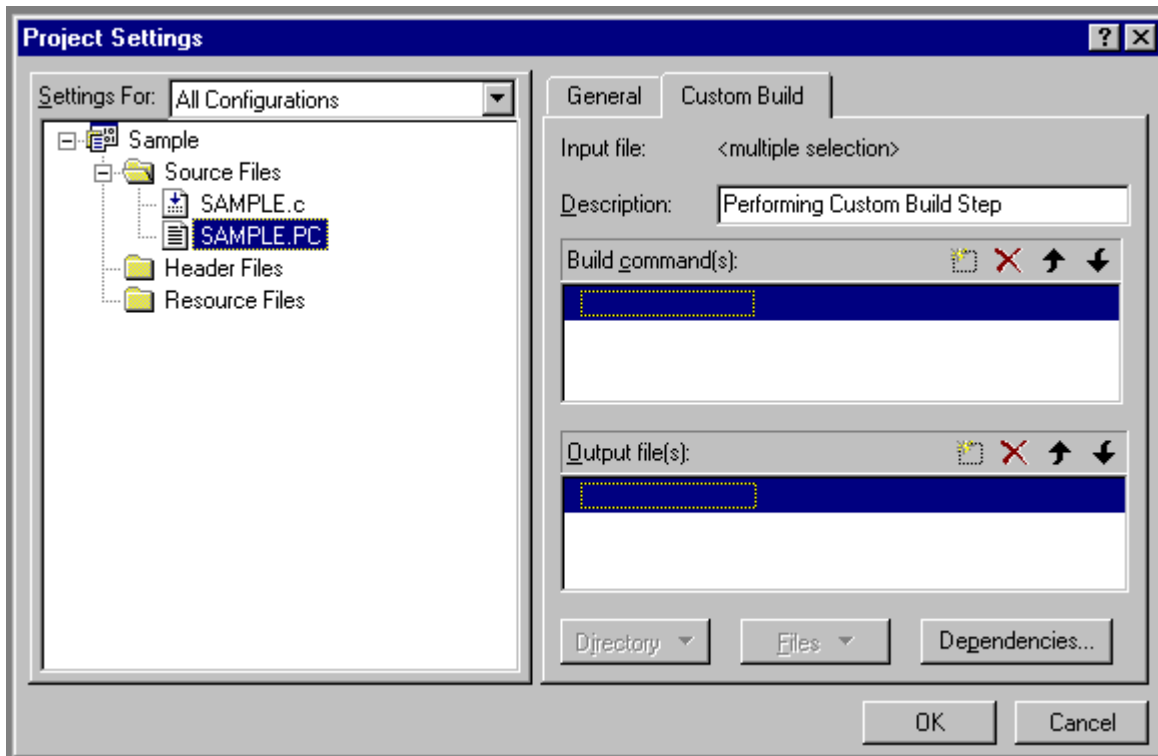 Project Settings
Settings For: All Configurations
Sample
Source Files
SAMPLE.c
SAMPLE.PC
Header Files
Resource Files
General Custom Build
Input file: <multiple selection>
Description: Performing Custom Build Step
Build command(s):
Output file(s):
Directory Files Dependencies...
OK Cancel